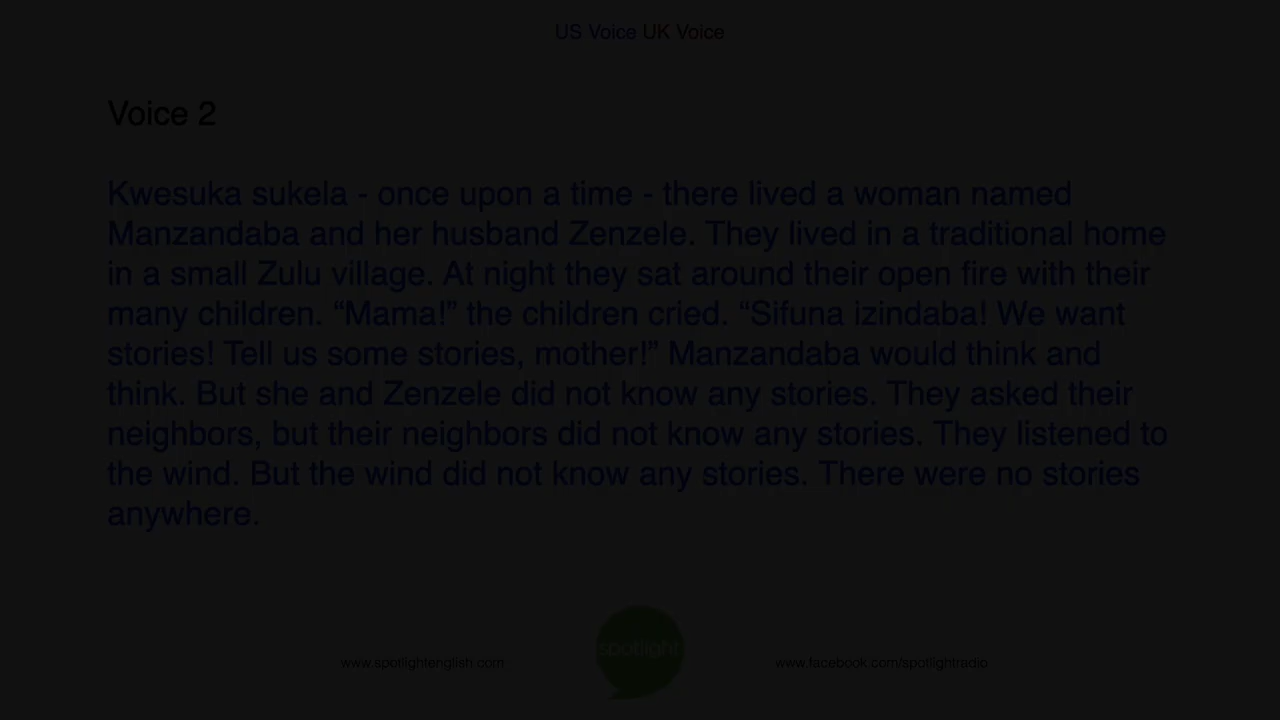 US Voice UK Voice
Voice 2
Kwesuka sukela - once upon a time - there lived a woman named
Manzandaba and her husband Zenzele. They lived in a traditional home
in a small Zulu village. At night they sat around their open fire with their
many children. “Mama!” the children cried. “Sifuna izindaba! We want
stories! Tell us some stories, mother!” Manzandaba would think and
think. But she and Zenzele did not know any stories. They asked their
neighbors, but their neighbors did not know any stories. They listened to
the wind. But the wind did not know any stories. There were no stories
anywhere.
spotlight
www.spotlightenglish.com
www.facebook.com/spotlightradio